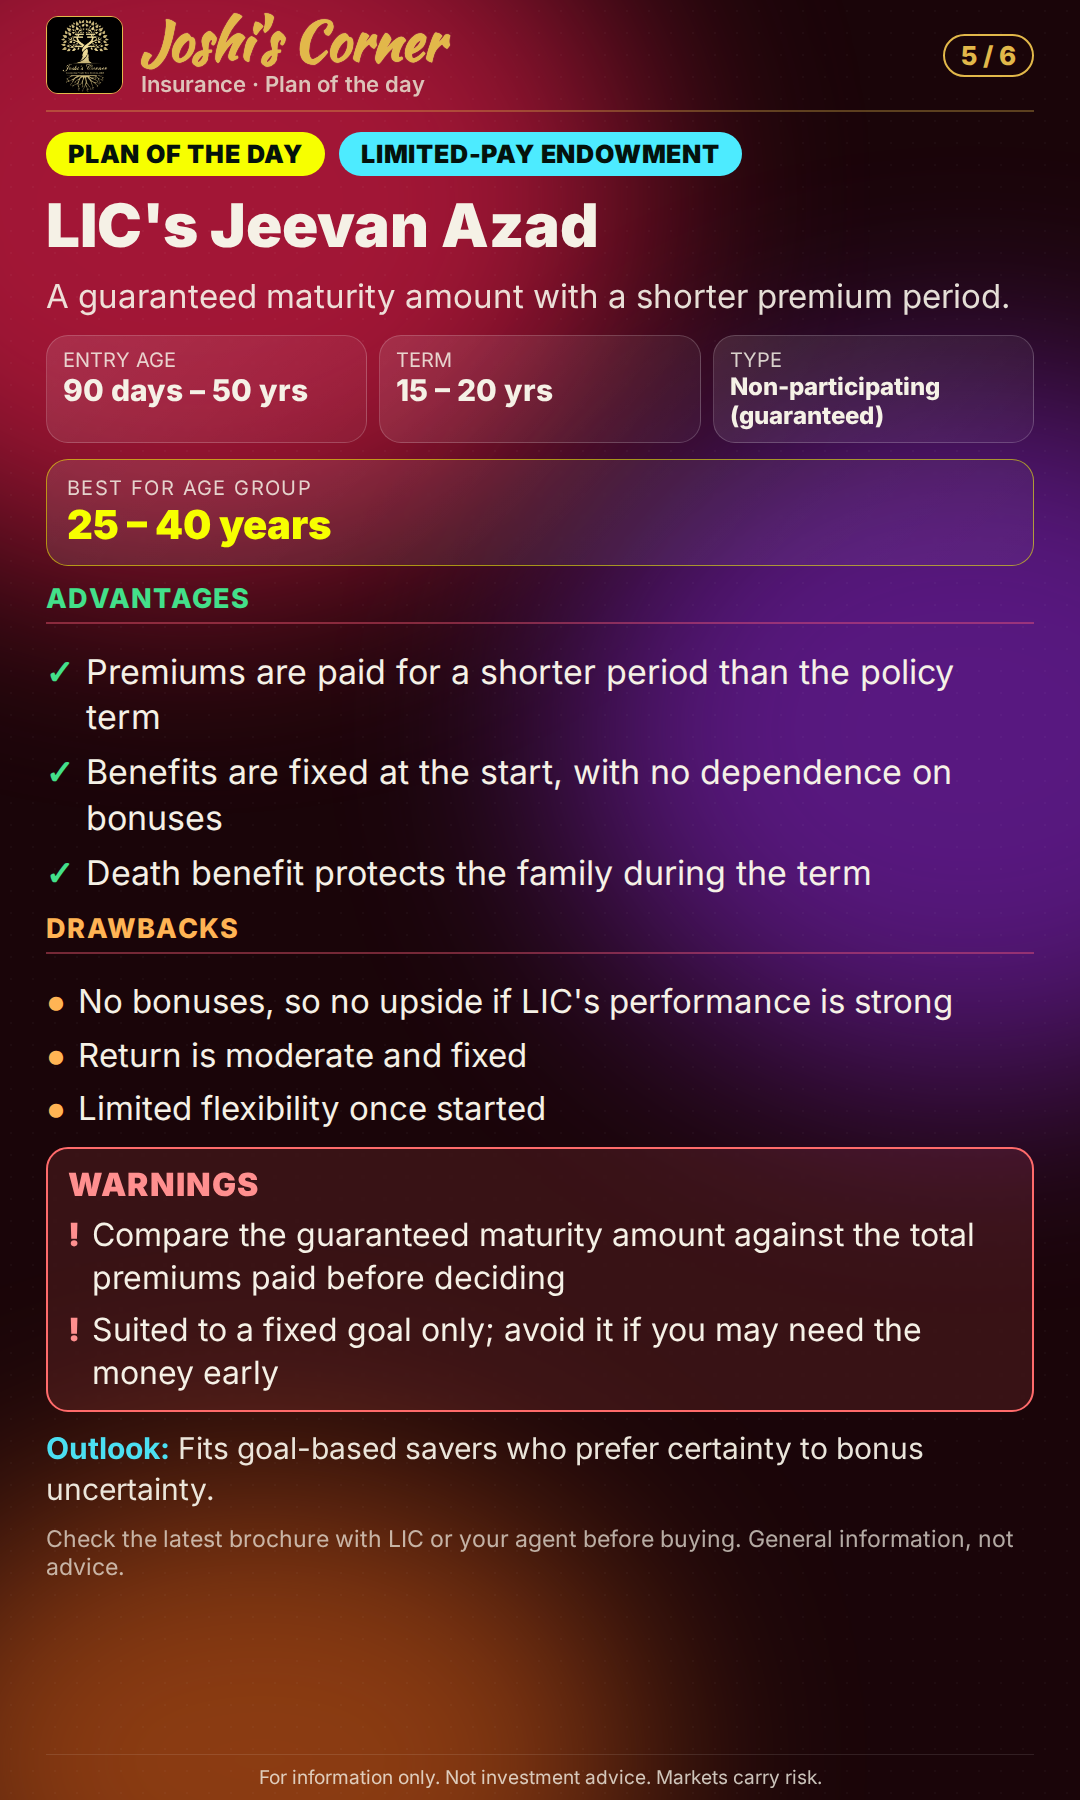 Joshi's Corner
Joshi's Corner
Insurance · Plan of the day
5 / 6
PLAN OF THE DAY
LIMITED-PAY ENDOWMENT
LIC's Jeevan Azad
A guaranteed maturity amount with a shorter premium period.
ENTRY AGE
90 days – 50 yrs
TERM
15 – 20 yrs
TYPE
Non-participating
(guaranteed)
BEST FOR AGE GROUP
25 – 40 years
ADVANTAGES
✓ Premiums are paid for a shorter period than the policy
term
✓ Benefits are fixed at the start, with no dependence on
bonuses
✓ Death benefit protects the family during the term
DRAWBACKS
● No bonuses, so no upside if LIC's performance is strong
● Return is moderate and fixed
● Limited flexibility once started
WARNINGS
! Compare the guaranteed maturity amount against the total
premiums paid before deciding
! Suited to a fixed goal only; avoid it if you may need the
money early
Outlook: Fits goal-based savers who prefer certainty to bonus
uncertainty.
Check the latest brochure with LIC or your agent before buying. General information, not
advice.
For information only. Not investment advice. Markets carry risk.